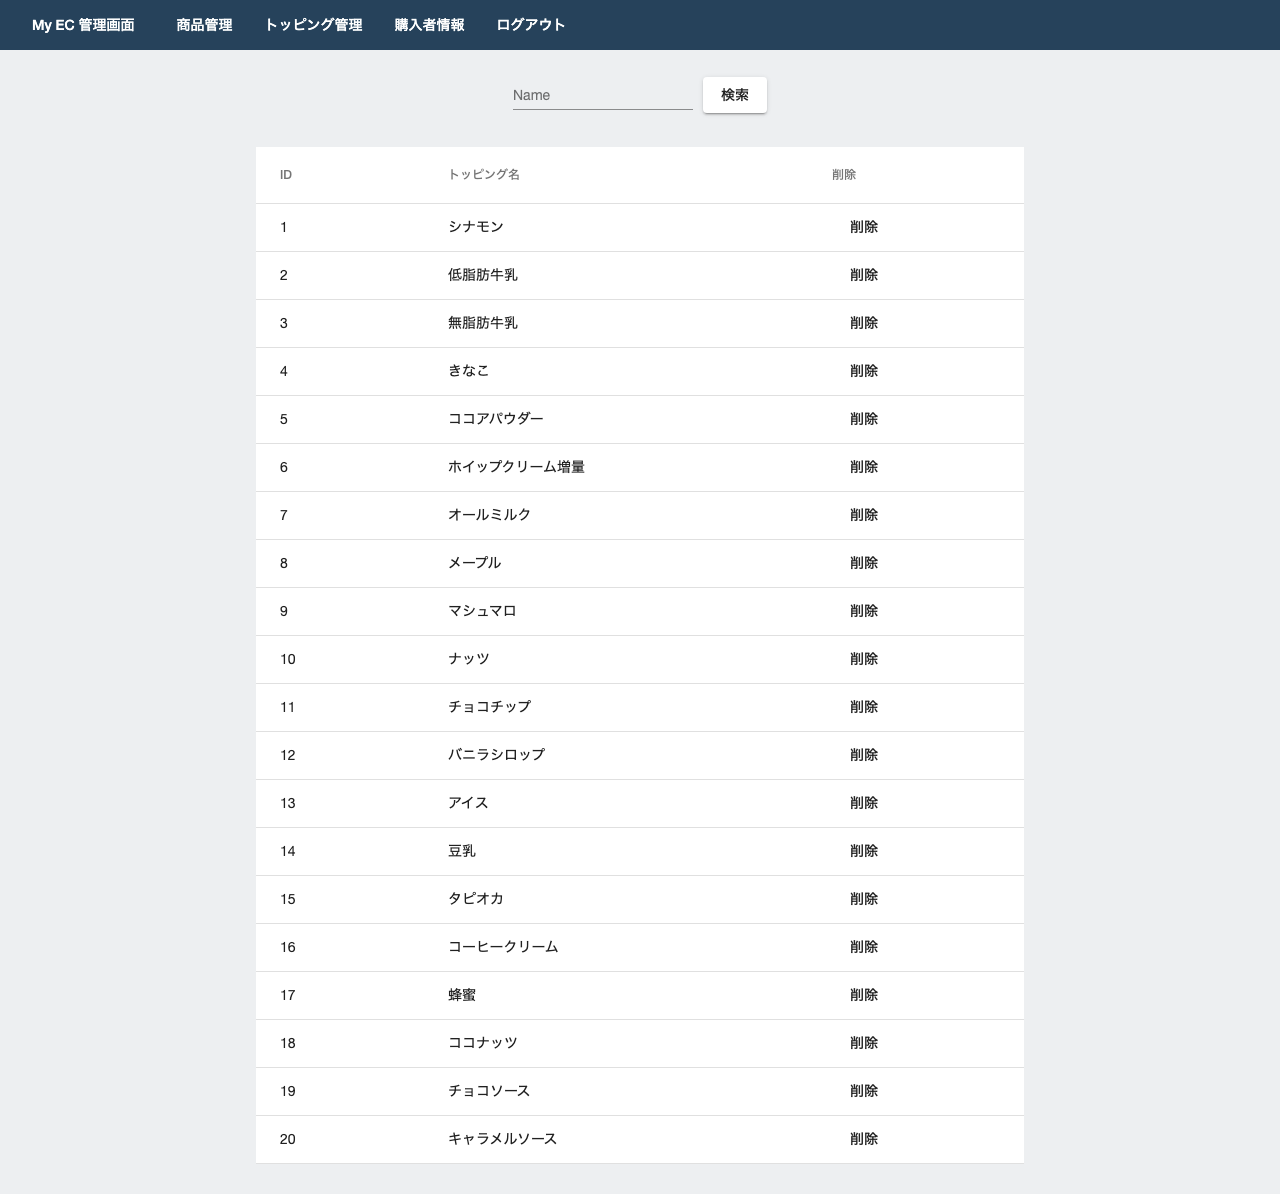 My EC 管理画面 商品管理 トッピング管理 購入者情報 ログアウト
Name 検索
ID トッピング名 削除
1 シナモン 削除
2 低脂肪牛乳 削除
3 無脂肪牛乳 削除
4 きなこ 削除
5 ココアパウダー 削除
6 ホイップクリーム増量 削除
7 オールミルク 削除
8 メープル 削除
9 マシュマロ 削除
10 ナッツ 削除
11 チョコチップ 削除
12 バニラシロップ 削除
13 アイス 削除
14 豆乳 削除
15 タピオカ 削除
16 コーヒークリーム 削除
17 蜂蜜 削除
18 ココナッツ 削除
19 チョコソース 削除
20 キャラメルソース 削除